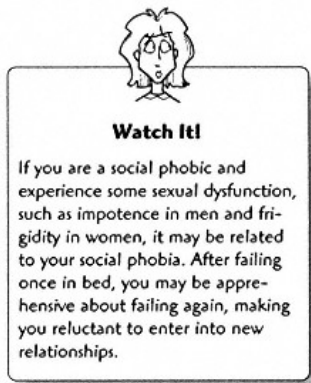 Watch It!
If you are a social phobic and
experience some sexual dysfunction,
such as impotence in men and fri-
gidity in women, it may be related
to your social phobia. After failing
once in bed, you may be appre-
hensive about failing again, making
you reluctant to enter into new
relationships.